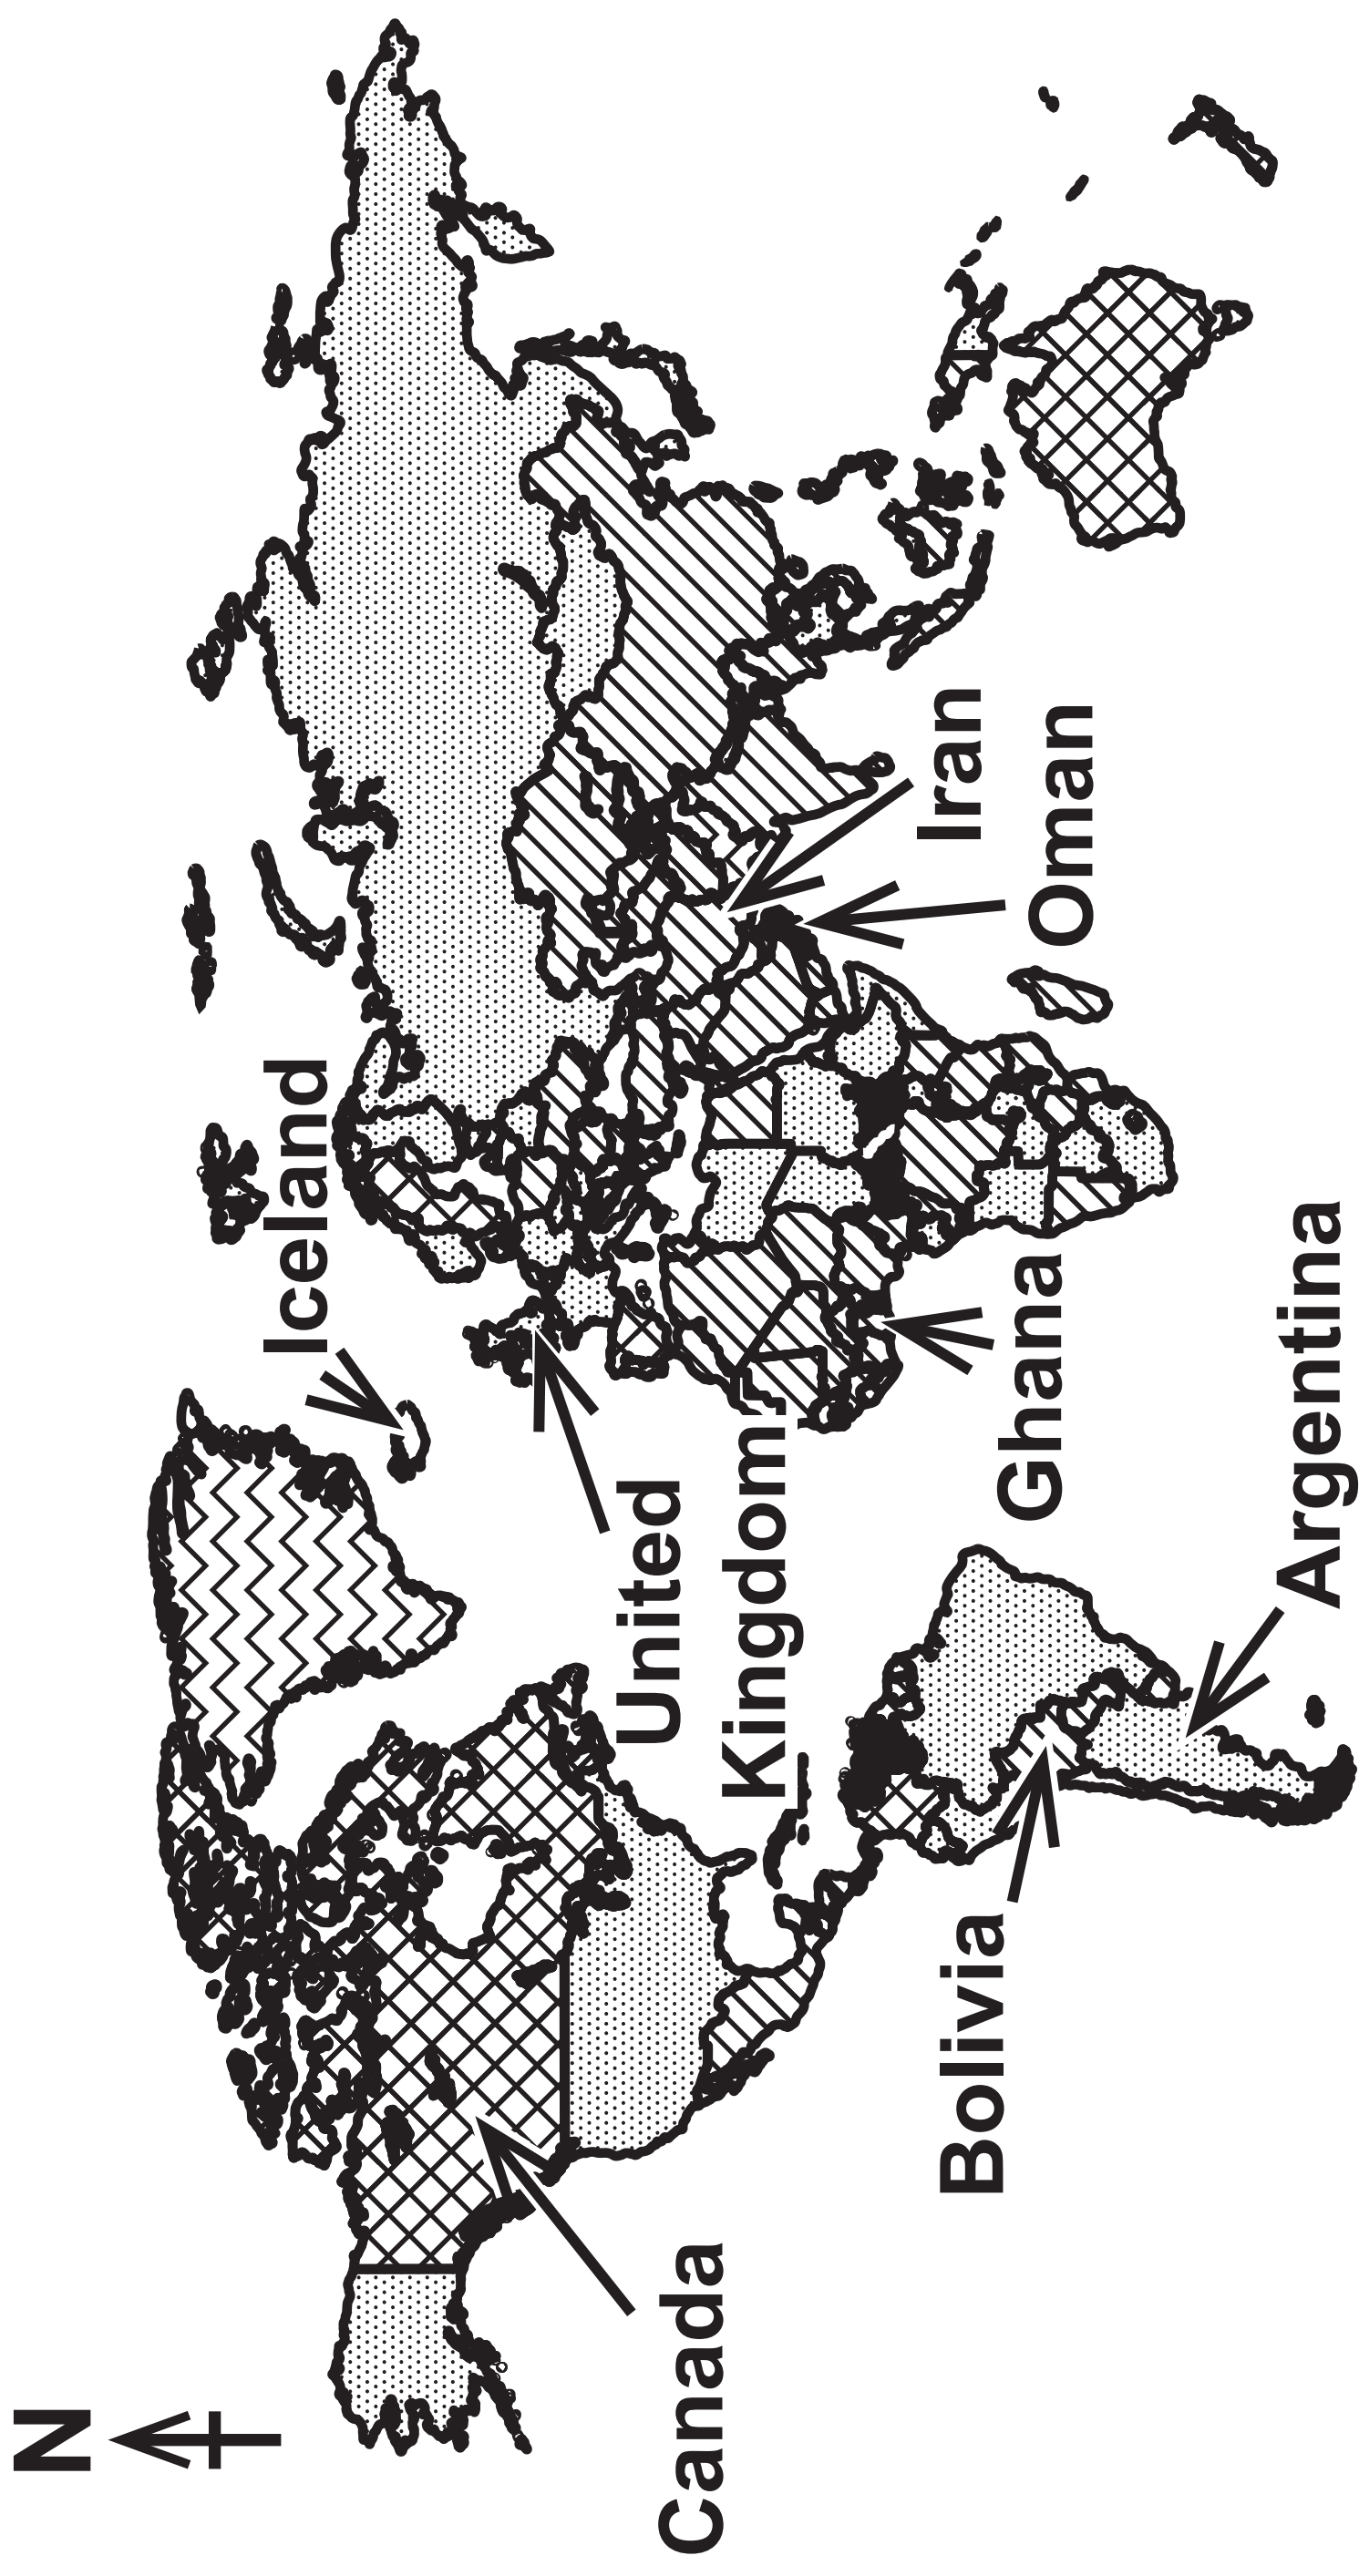 N
Iceland
United
Kingdom
Canada
Iran
Oman
Ghana
Bolivia
Argentina